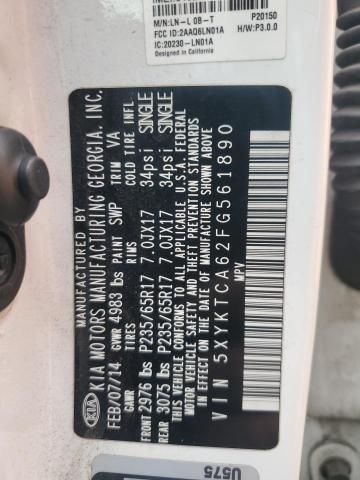 M/N:LN-L 08-T P20150
FCC ID:2AAQ6LN01A H/W:P3.0.0
IC:20230-LN01A
Designed in California
KIA KIA MOTORS MANUFACTURING GEORGIA, INC.
FEB/07/14 GVWR 4983 lbs PAINT SWP TRIM VA
TIRES RIMS COLD TIRE INFL.
FRONT 2976 lbs P235/65R17 7.0JX17 34psi SINGLE
REAR 3075 lbs P235/65R17 7.0JX17 34psi SINGLE
THIS VEHICLE CONFORMS TO ALL APPLICABLE U.S.A. FEDERAL
MOTOR VEHICLE SAFETY AND THEFT PREVENTION STANDARDS
IN EFFECT ON THE DATE OF MANUFACTURE SHOWN ABOVE.
VIN 5XYKTCA62FG561890
MPV
U575